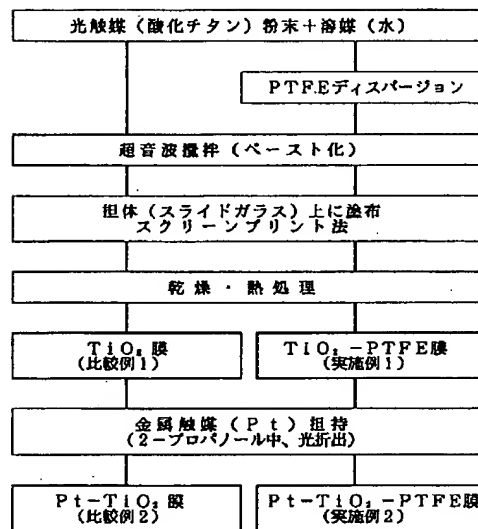 光触媒（酸化チタン）粉末＋溶媒（水）
PTFEディスパージョン
超音波攪拌（ペースト化）
担体（スライドガラス）上に塗布
スクリーンプリント法
乾燥・熱処理
TiO₂膜
(比較例1)
TiO₂－PTFE膜
(実施例1)
金属触媒（Pt）担持
(2－プロパノール中、光析出)
Pt－TiO₂膜
(比較例2)
Pt－TiO₂－PTFE膜
(実施例2)